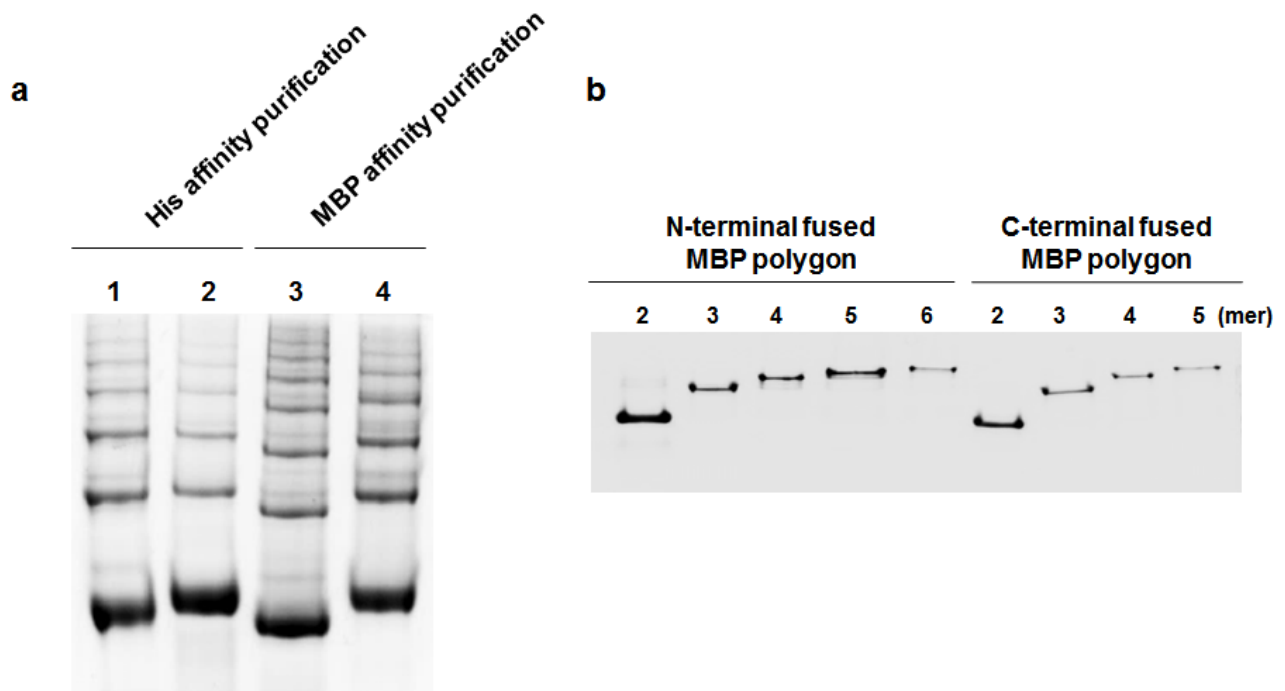 a
His affinity purification
MBP affinity purification
1 2 3 4
b
N-terminal fused
MBP polygon
C-terminal fused
MBP polygon
2 3 4 5 6 2 3 4 5 (mer)